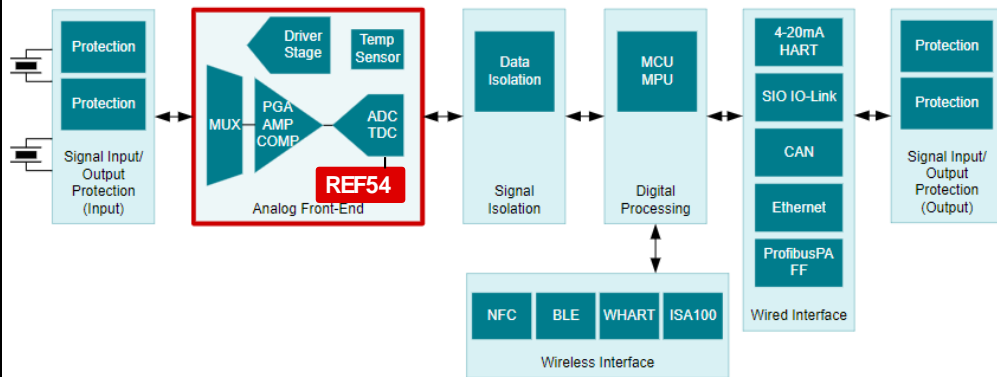 Protection
Protection
Signal Input/
Output
Protection
(Input)
Driver
Stage
Temp
Sensor
MUX
PGA
AMP
COMP
ADC
TDC
REF54
Analog Front-End
Data
Isolation
Signal
Isolation
MCU
MPU
Digital
Processing
4-20mA
HART
SIO IO-Link
CAN
Ethernet
ProfibusPA
FF
Wired Interface
Protection
Protection
Signal Input/
Output
Protection
(Output)
NFC
BLE
WHART
ISA100
Wireless Interface